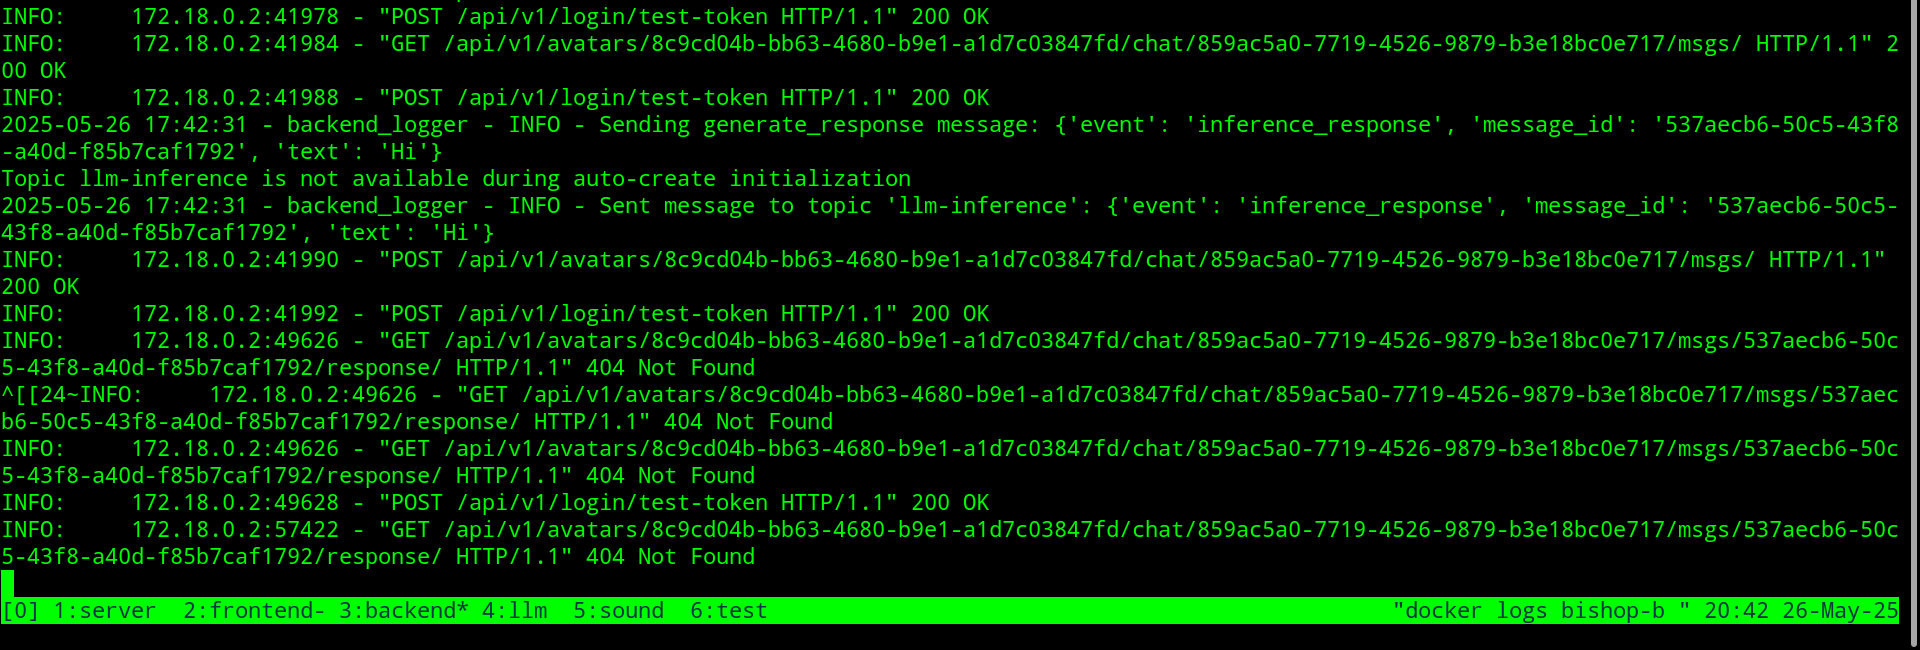 INFO:     172.18.0.2:41978 - "POST /api/v1/login/test-token HTTP/1.1" 200 OK
INFO:     172.18.0.2:41984 - "GET /api/v1/avatars/8c9cd04b-bb63-4680-b9e1-a1d7c03847fd/chat/859ac5a0-7719-4526-9879-b3e18bc0e717/msgs/ HTTP/1.1" 2
00 OK
INFO:     172.18.0.2:41988 - "POST /api/v1/login/test-token HTTP/1.1" 200 OK
2025-05-26 17:42:31 - backend_logger - INFO - Sending generate_response message: {'event': 'inference_response', 'message_id': '537aecb6-50c5-43f8
-a40d-f85b7caf1792', 'text': 'Hi'}
Topic llm-inference is not available during auto-create initialization
2025-05-26 17:42:31 - backend_logger - INFO - Sent message to topic 'llm-inference': {'event': 'inference_response', 'message_id': '537aecb6-50c5-
43f8-a40d-f85b7caf1792', 'text': 'Hi'}
INFO:     172.18.0.2:41990 - "POST /api/v1/avatars/8c9cd04b-bb63-4680-b9e1-a1d7c03847fd/chat/859ac5a0-7719-4526-9879-b3e18bc0e717/msgs/ HTTP/1.1"
200 OK
INFO:     172.18.0.2:41992 - "POST /api/v1/login/test-token HTTP/1.1" 200 OK
INFO:     172.18.0.2:49626 - "GET /api/v1/avatars/8c9cd04b-bb63-4680-b9e1-a1d7c03847fd/chat/859ac5a0-7719-4526-9879-b3e18bc0e717/msgs/537aecb6-50c
5-43f8-a40d-f85b7caf1792/response/ HTTP/1.1" 404 Not Found
^[[24~INFO:     172.18.0.2:49626 - "GET /api/v1/avatars/8c9cd04b-bb63-4680-b9e1-a1d7c03847fd/chat/859ac5a0-7719-4526-9879-b3e18bc0e717/msgs/537aec
b6-50c5-43f8-a40d-f85b7caf1792/response/ HTTP/1.1" 404 Not Found
INFO:     172.18.0.2:49626 - "GET /api/v1/avatars/8c9cd04b-bb63-4680-b9e1-a1d7c03847fd/chat/859ac5a0-7719-4526-9879-b3e18bc0e717/msgs/537aecb6-50c
5-43f8-a40d-f85b7caf1792/response/ HTTP/1.1" 404 Not Found
INFO:     172.18.0.2:49628 - "POST /api/v1/login/test-token HTTP/1.1" 200 OK
INFO:     172.18.0.2:57422 - "GET /api/v1/avatars/8c9cd04b-bb63-4680-b9e1-a1d7c03847fd/chat/859ac5a0-7719-4526-9879-b3e18bc0e717/msgs/537aecb6-50c
5-43f8-a40d-f85b7caf1792/response/ HTTP/1.1" 404 Not Found
[0] 1:server  2:frontend- 3:backend* 4:llm  5:sound  6:test "docker logs bishop-b " 20:42 26-May-25